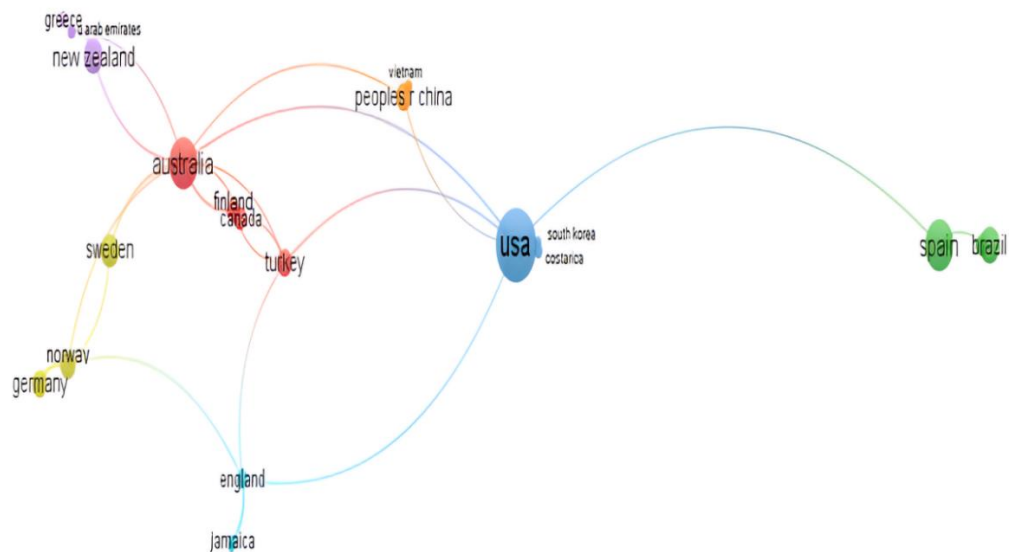 greece
d arab emirates
new zealand
vietnam
peoples r china
australia
finland
canada
sweden
turkey
usa
south korea
costarica
spain
brazil
norway
germany
england
jamaica